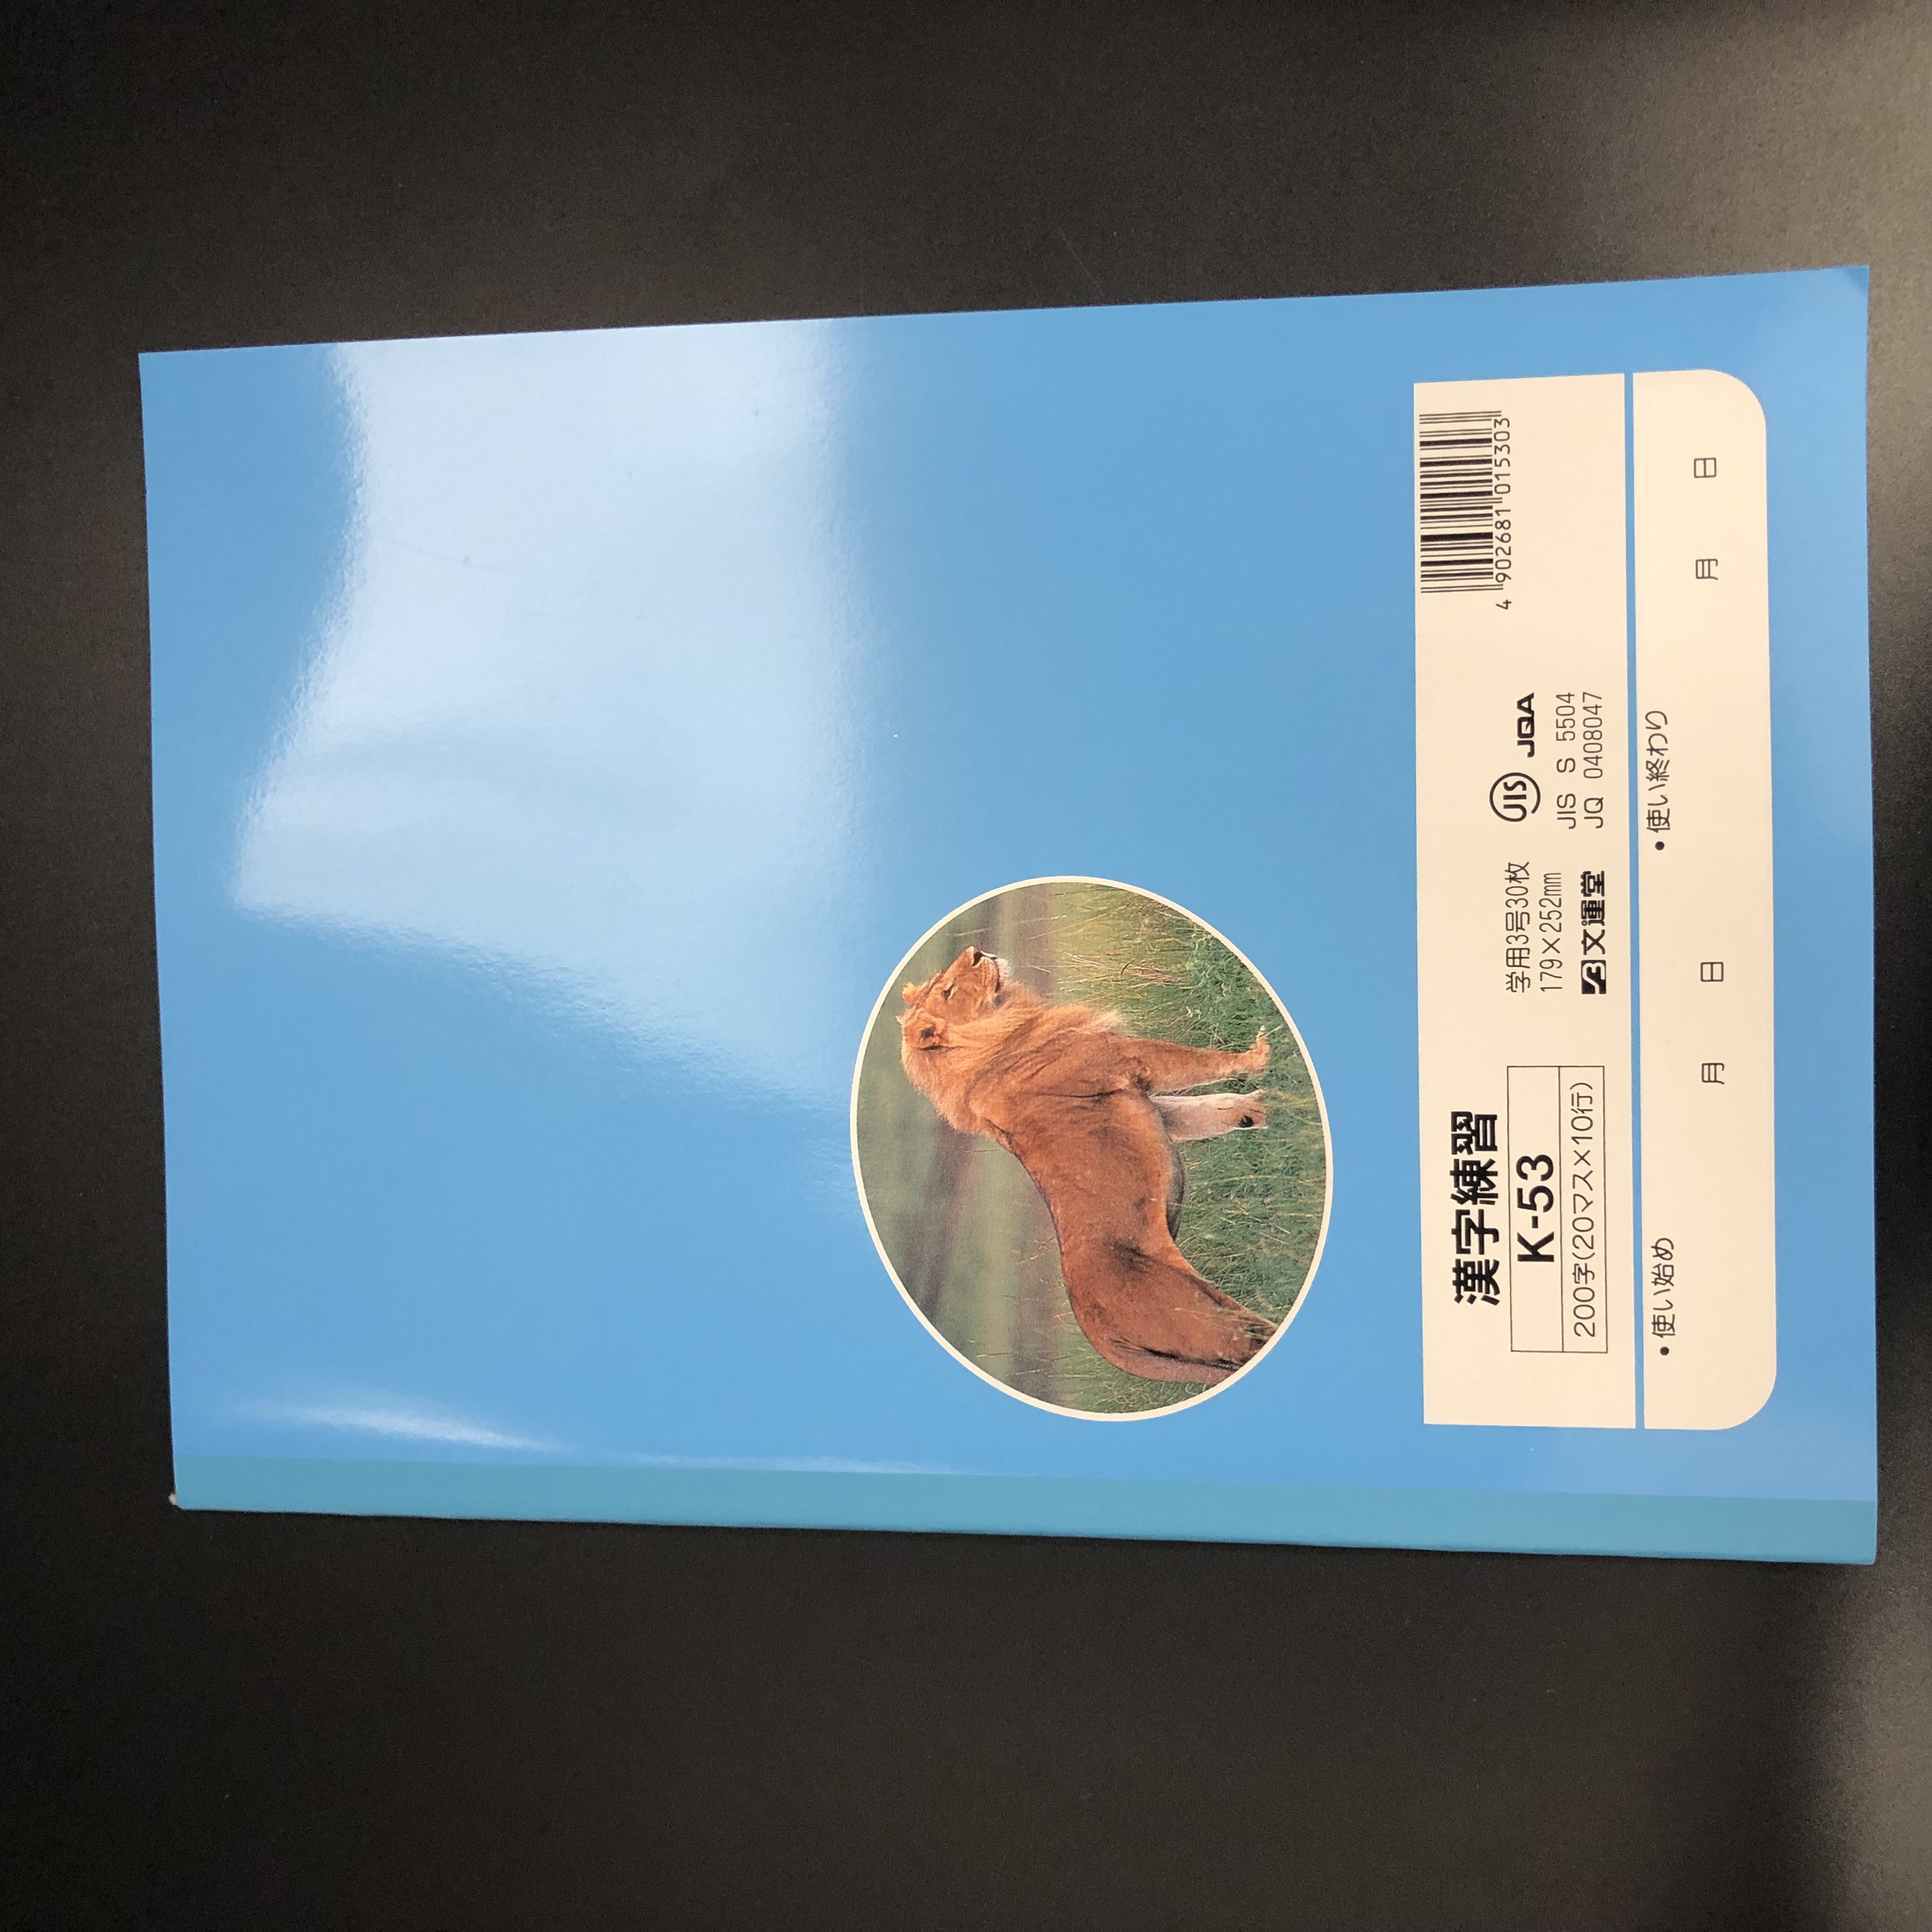 漢字練習
K-53
200字(20マス×10行)
学用3号30枚
179×252mm
文運堂
JIS JQA
JIS S 5504
JQ 0408047
4 902681 015303
•使い始め
月 日
•使い終わり
月 日